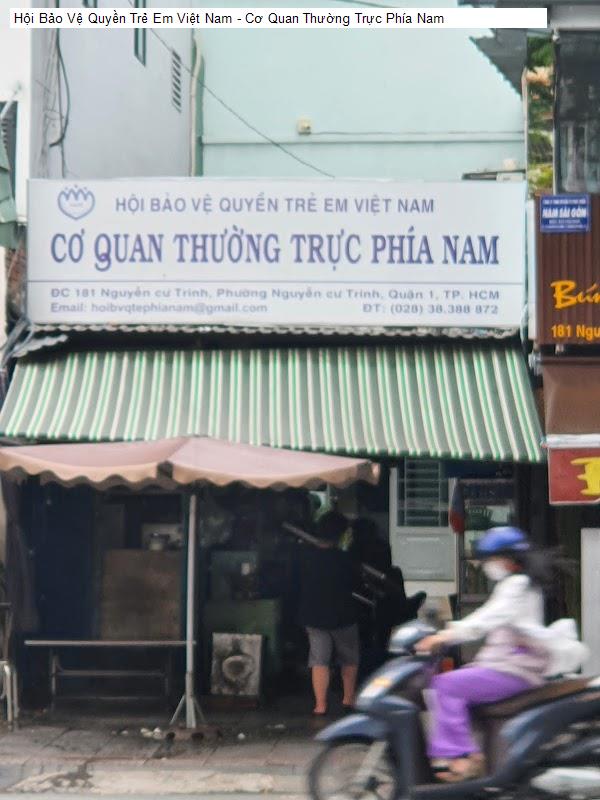 Hội Bảo Vệ Quyền Trẻ Em Việt Nam - Cơ Quan Thường Trực Phía Nam
HỘI BẢO VỆ QUYỀN TRẺ EM VIỆT NAM
CƠ QUAN THƯỜNG TRỰC PHÍA NAM
ĐC 181 Nguyễn cư Trinh, Phường Nguyễn cư Trinh, Quận 1, TP. HCM
Email: hoibvqtephianam@gmail.com ĐT: (028) 38.388 872
NAM SÀI GÒN
Bún
181 Ngu